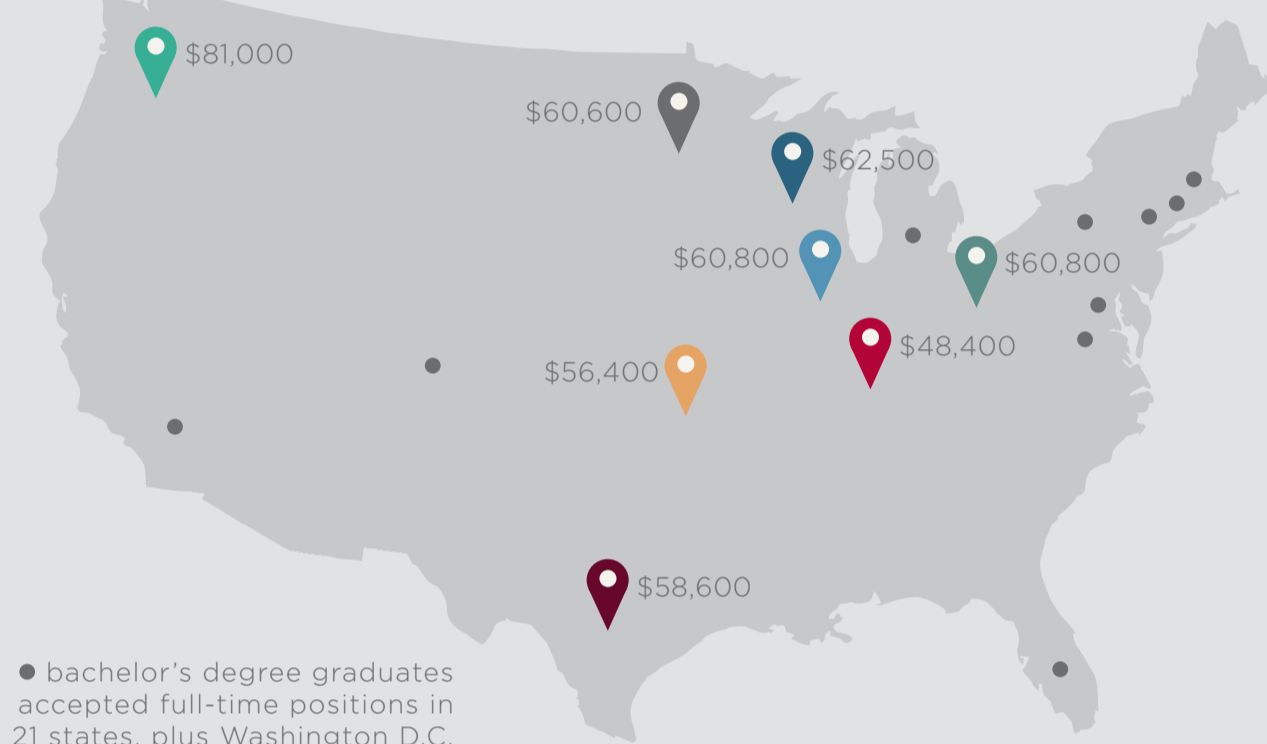 $81,000
$60,600
$62,500
$60,800
$60,800
$48,400
$56,400
$58,600
bachelor’s degree graduates
accepted full-time positions in
21 states, plus Washington D.C.